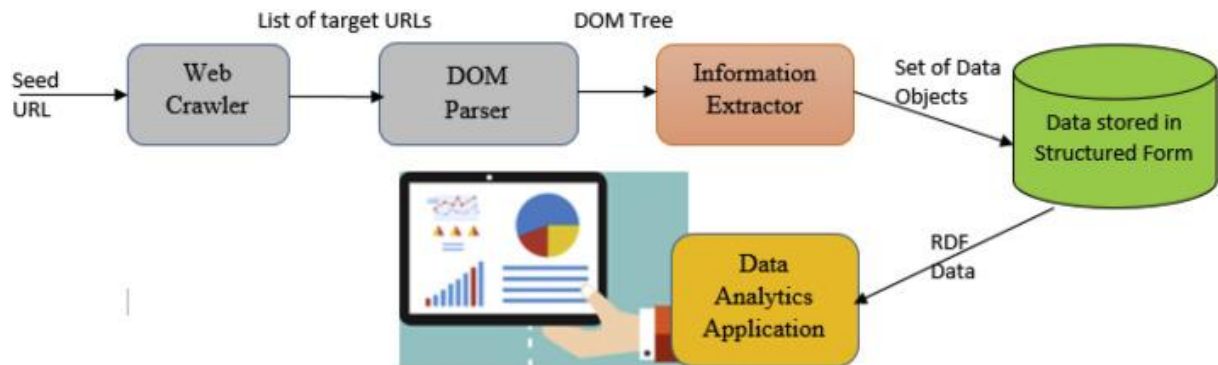 List of target URLs
DOM Tree
Seed
URL
Web
Crawler
DOM
Parser
Information
Extractor
Set of Data
Objects
Data stored in
Structured Form
RDF
Data
Data
Analytics
Application